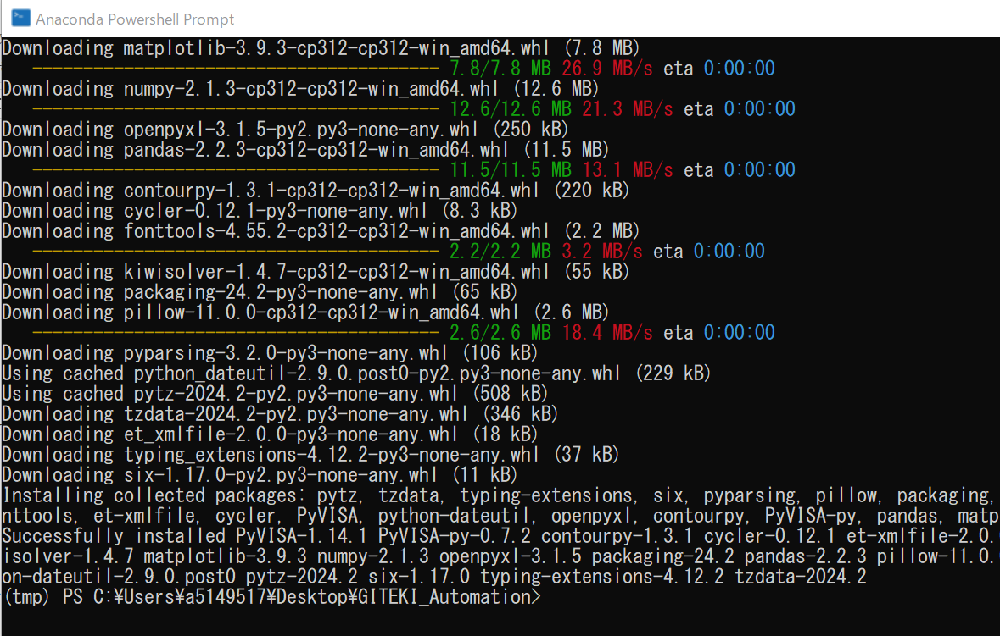 Anaconda Powershell Prompt
Downloading matplotlib-3.9.3-cp312-cp312-win_amd64.whl (7.8 MB)
---------------------------------------- 7.8/7.8 MB 26.9 MB/s eta 0:00:00
Downloading numpy-2.1.3-cp312-cp312-win_amd64.whl (12.6 MB)
---------------------------------------- 12.6/12.6 MB 21.3 MB/s eta 0:00:00
Downloading openpyxl-3.1.5-py2.py3-none-any.whl (250 kB)
Downloading pandas-2.2.3-cp312-cp312-win_amd64.whl (11.5 MB)
---------------------------------------- 11.5/11.5 MB 13.1 MB/s eta 0:00:00
Downloading contourpy-1.3.1-cp312-cp312-win_amd64.whl (220 kB)
Downloading cycler-0.12.1-py3-none-any.whl (8.3 kB)
Downloading fonttools-4.55.2-cp312-cp312-win_amd64.whl (2.2 MB)
---------------------------------------- 2.2/2.2 MB 3.2 MB/s eta 0:00:00
Downloading kiwisolver-1.4.7-cp312-cp312-win_amd64.whl (55 kB)
Downloading packaging-24.2-py3-none-any.whl (65 kB)
Downloading pillow-11.0.0-cp312-cp312-win_amd64.whl (2.6 MB)
---------------------------------------- 2.6/2.6 MB 18.4 MB/s eta 0:00:00
Downloading pyparsing-3.2.0-py3-none-any.whl (106 kB)
Using cached python_dateutil-2.9.0.post0-py2.py3-none-any.whl (229 kB)
Using cached pytz-2024.2-py2.py3-none-any.whl (508 kB)
Downloading tzdata-2024.2-py2.py3-none-any.whl (346 kB)
Downloading et_xmlfile-2.0.0-py3-none-any.whl (18 kB)
Downloading typing_extensions-4.12.2-py3-none-any.whl (37 kB)
Downloading six-1.17.0-py2.py3-none-any.whl (11 kB)
Installing collected packages: pytz, tzdata, typing-extensions, six, pyparsing, pillow, packaging,
nttools, et-xmlfile, cycler, PyVISA, python-dateutil, openpyxl, contourpy, PyVISA-py, pandas, matp
Successfully installed PyVISA-1.14.1 PyVISA-py-0.7.2 contourpy-1.3.1 cycler-0.12.1 et-xmlfile-2.0.
isolver-1.4.7 matplotlib-3.9.3 numpy-2.1.3 openpyxl-3.1.5 packaging-24.2 pandas-2.2.3 pillow-11.0.
on-dateutil-2.9.0.post0 pytz-2024.2 six-1.17.0 typing-extensions-4.12.2 tzdata-2024.2
(tmp) PS C:¥Users¥a5149517¥Desktop¥GITEKI_Automation>